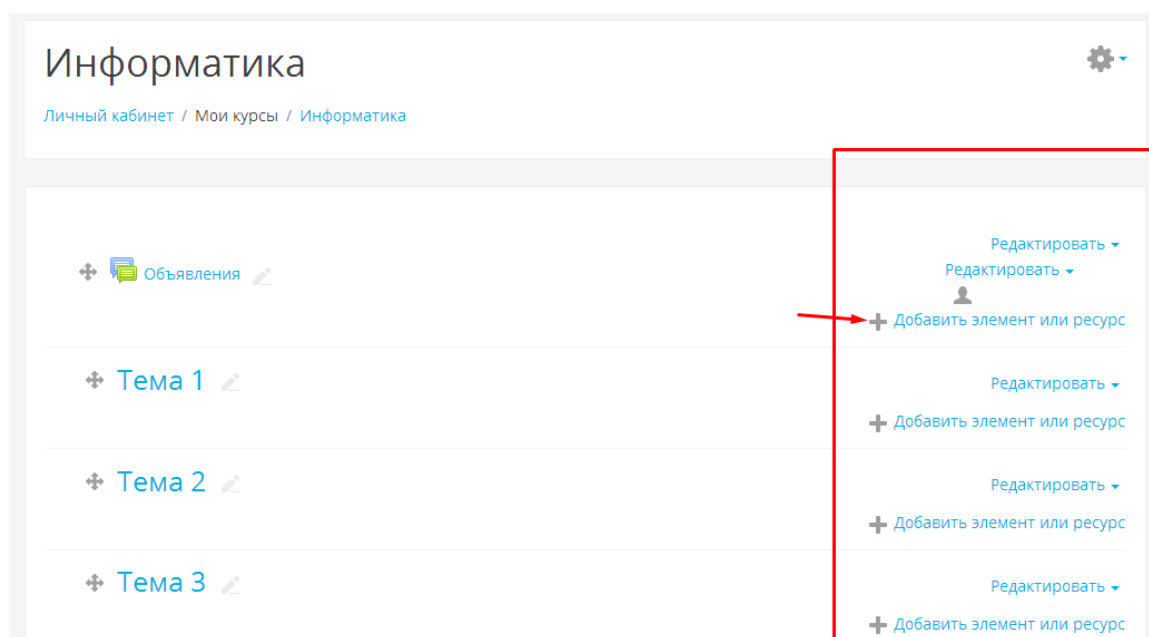 Информатика
Личный кабинет / Мои курсы / Информатика
Редактировать
Объявления
Редактировать
Добавить элемент или ресурс
Тема 1
Редактировать
Добавить элемент или ресурс
Тема 2
Редактировать
Добавить элемент или ресурс
Тема 3
Редактировать
Добавить элемент или ресурс